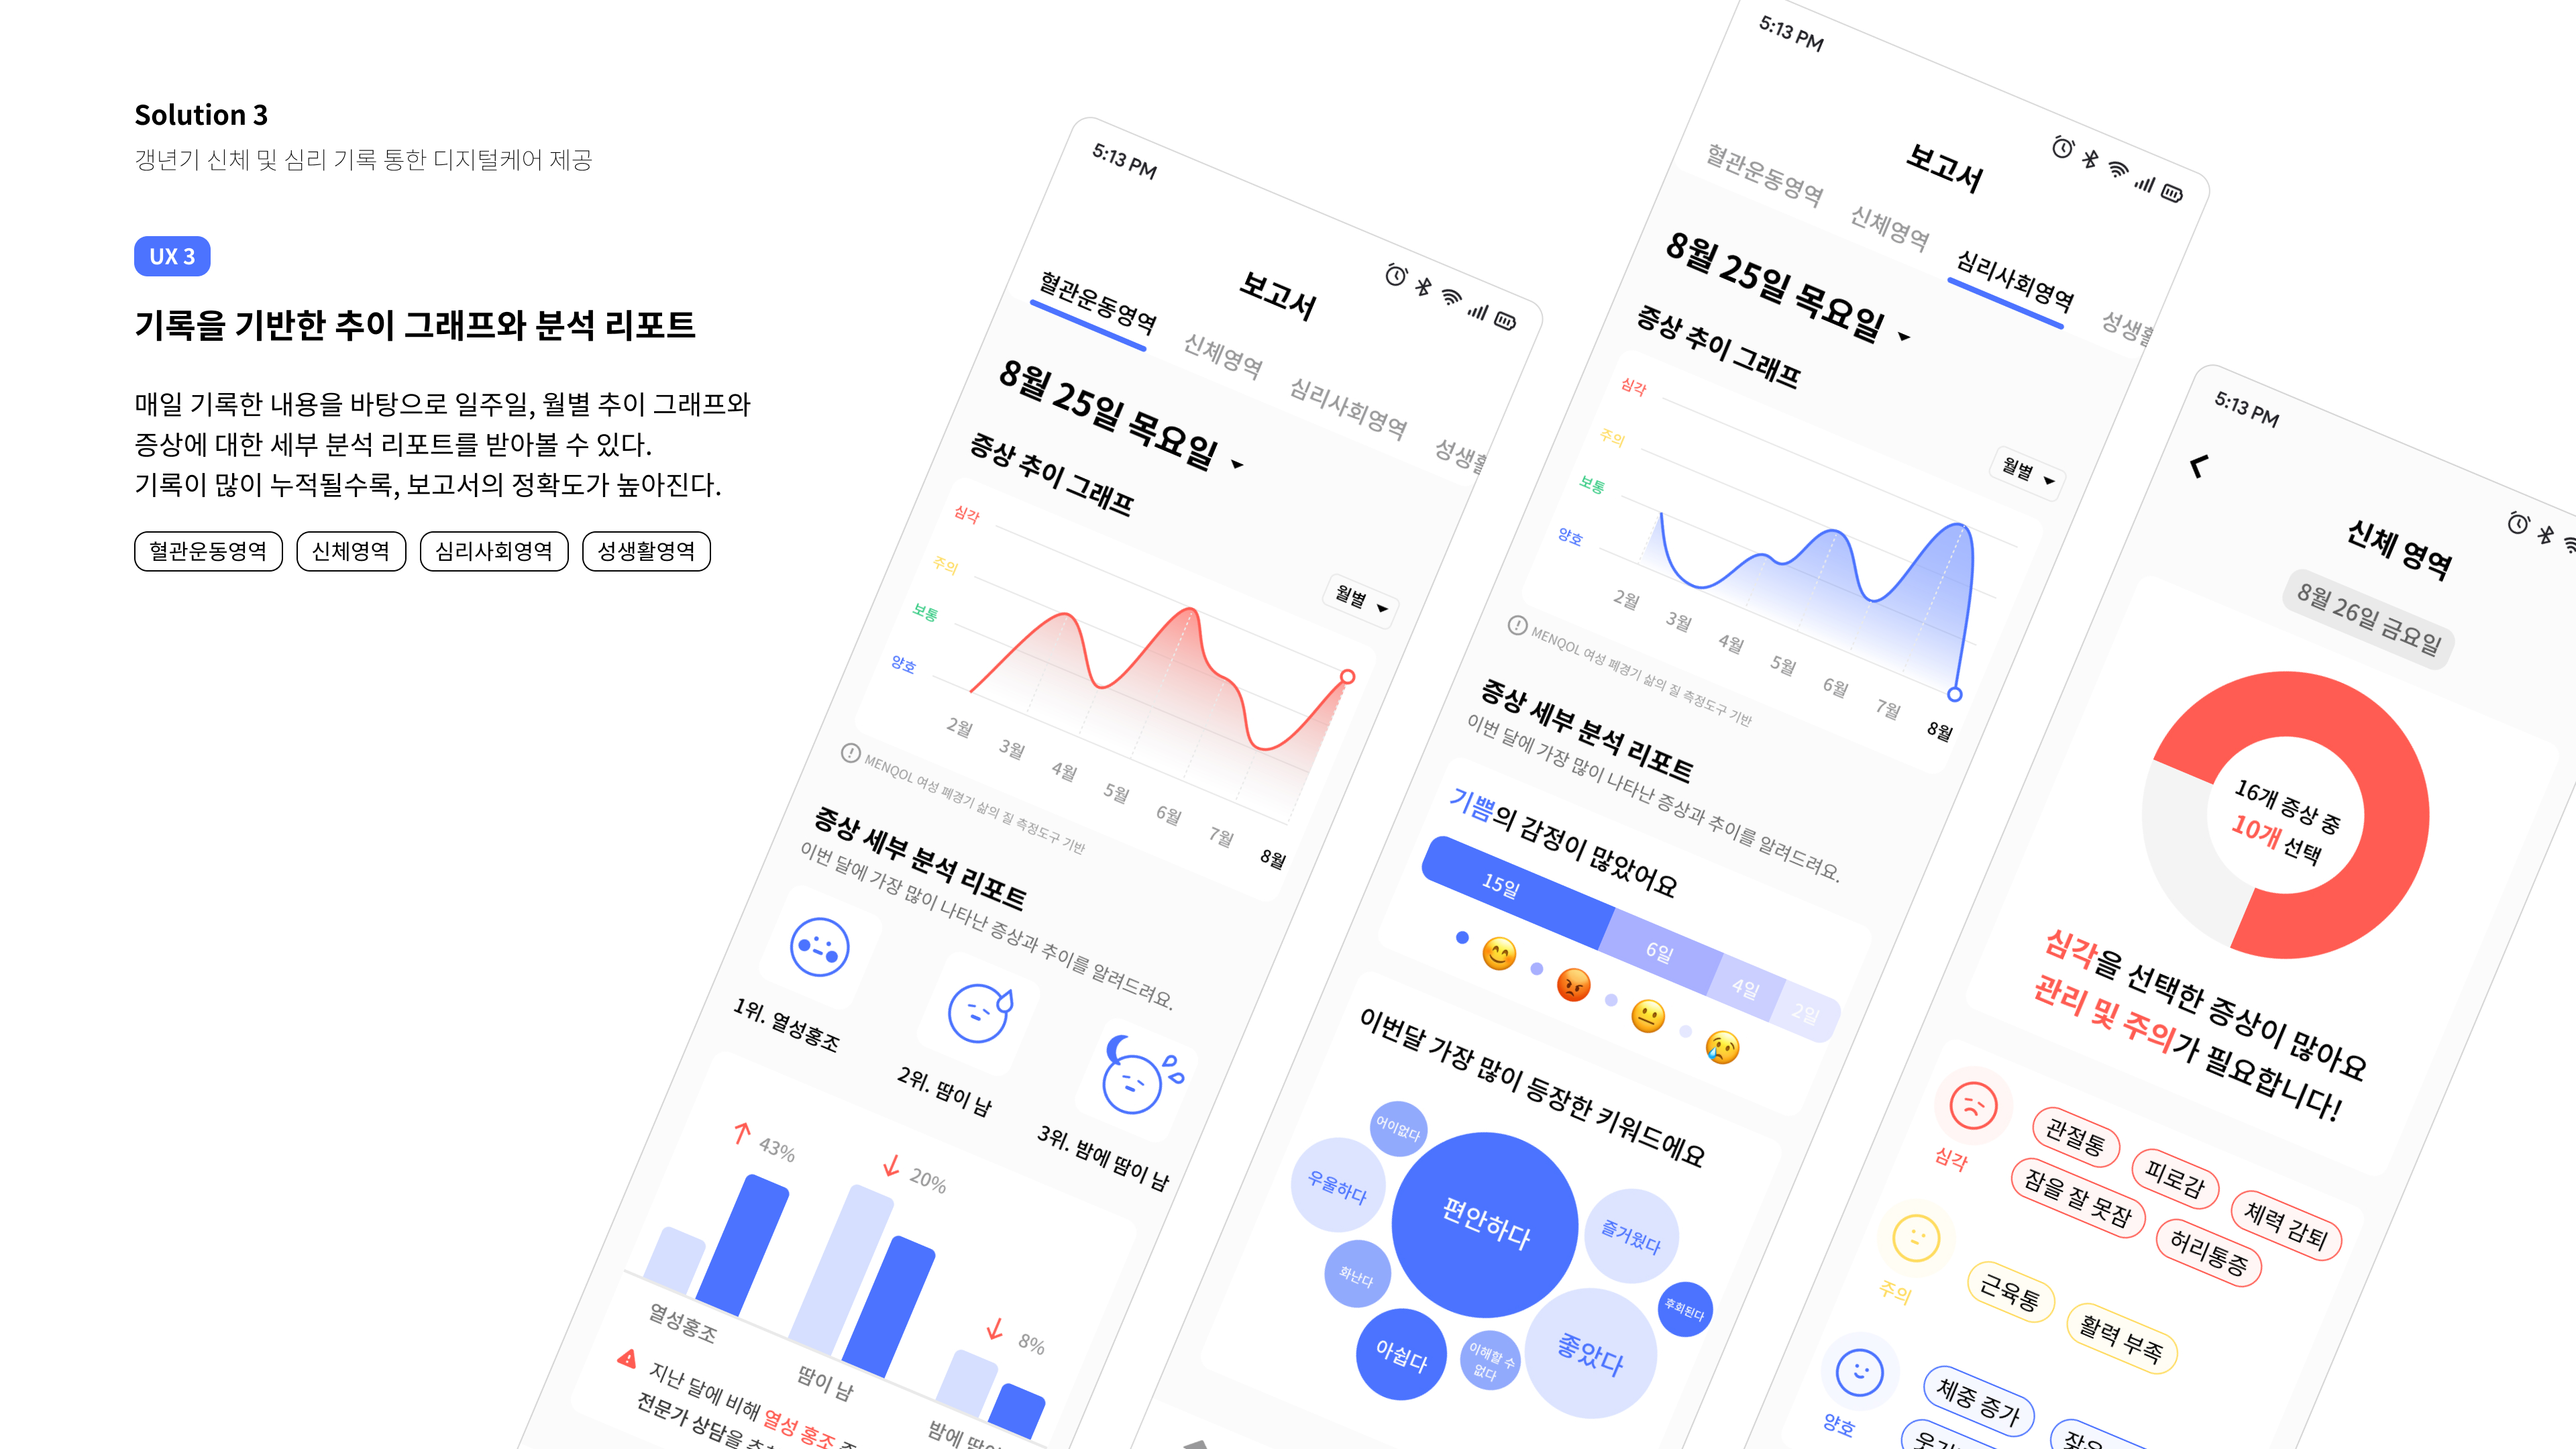 Solution 3
갱년기 신체 및 심리 기록 통한 디지털케어 제공
UX 3
기록을 기반한 추이 그래프와 분석 리포트
매일 기록한 내용을 바탕으로 일주일, 월별 추이 그래프와
증상에 대한 세부 분석 리포트를 받아볼 수 있다.
기록이 많이 누적될수록, 보고서의 정확도가 높아진다.
혈관운동영역 신체영역 심리사회영역 성생활영역
5:13 PM
보고서
혈관운동영역 신체영역 심리사회영역 성생활
8월 25일 목요일
증상 추이 그래프
월별
심각
주의
보통
양호
2월 3월 4월 5월 6월 7월 8월
MENQOL 여성 폐경기 삶의 질 측정도구 기반
증상 세부 분석 리포트
이번 달에 가장 많이 나타난 증상과 추이를 알려드려요.
1위. 열성홍조
2위. 땀이 남
3위. 밤에 땀이 남
43%
20%
8%
열성홍조
땀이 남
밤에 땀이
지난 달에 비해 열성 홍조
전문가 상담을
5:13 PM
보고서
혈관운동영역 신체영역 심리사회영역 성생활
8월 25일 목요일
증상 추이 그래프
월별
심각
주의
보통
양호
2월 3월 4월 5월 6월 7월 8월
MENQOL 여성 폐경기 삶의 질 측정도구 기반
증상 세부 분석 리포트
이번 달에 가장 많이 나타난 증상과 추이를 알려드려요.
기쁨의 감정이 많았어요
15일 6일 4일 2일
이번달 가장 많이 등장한 키워드에요
어이없다
우울하다
편안하다
즐거웠다
화난다
후회된다
아쉽다
이해할 수
없다
좋았다
5:13 PM
신체 영역
8월 26일 금요일
16개 증상 중
10개 선택
심각을 선택한 증상이 많아요
관리 및 주의가 필요합니다!
심각
관절통 피로감 체력 감퇴
잠을 잘 못잠 허리통증
주의
근육통 활력 부족
양호
체중 증가